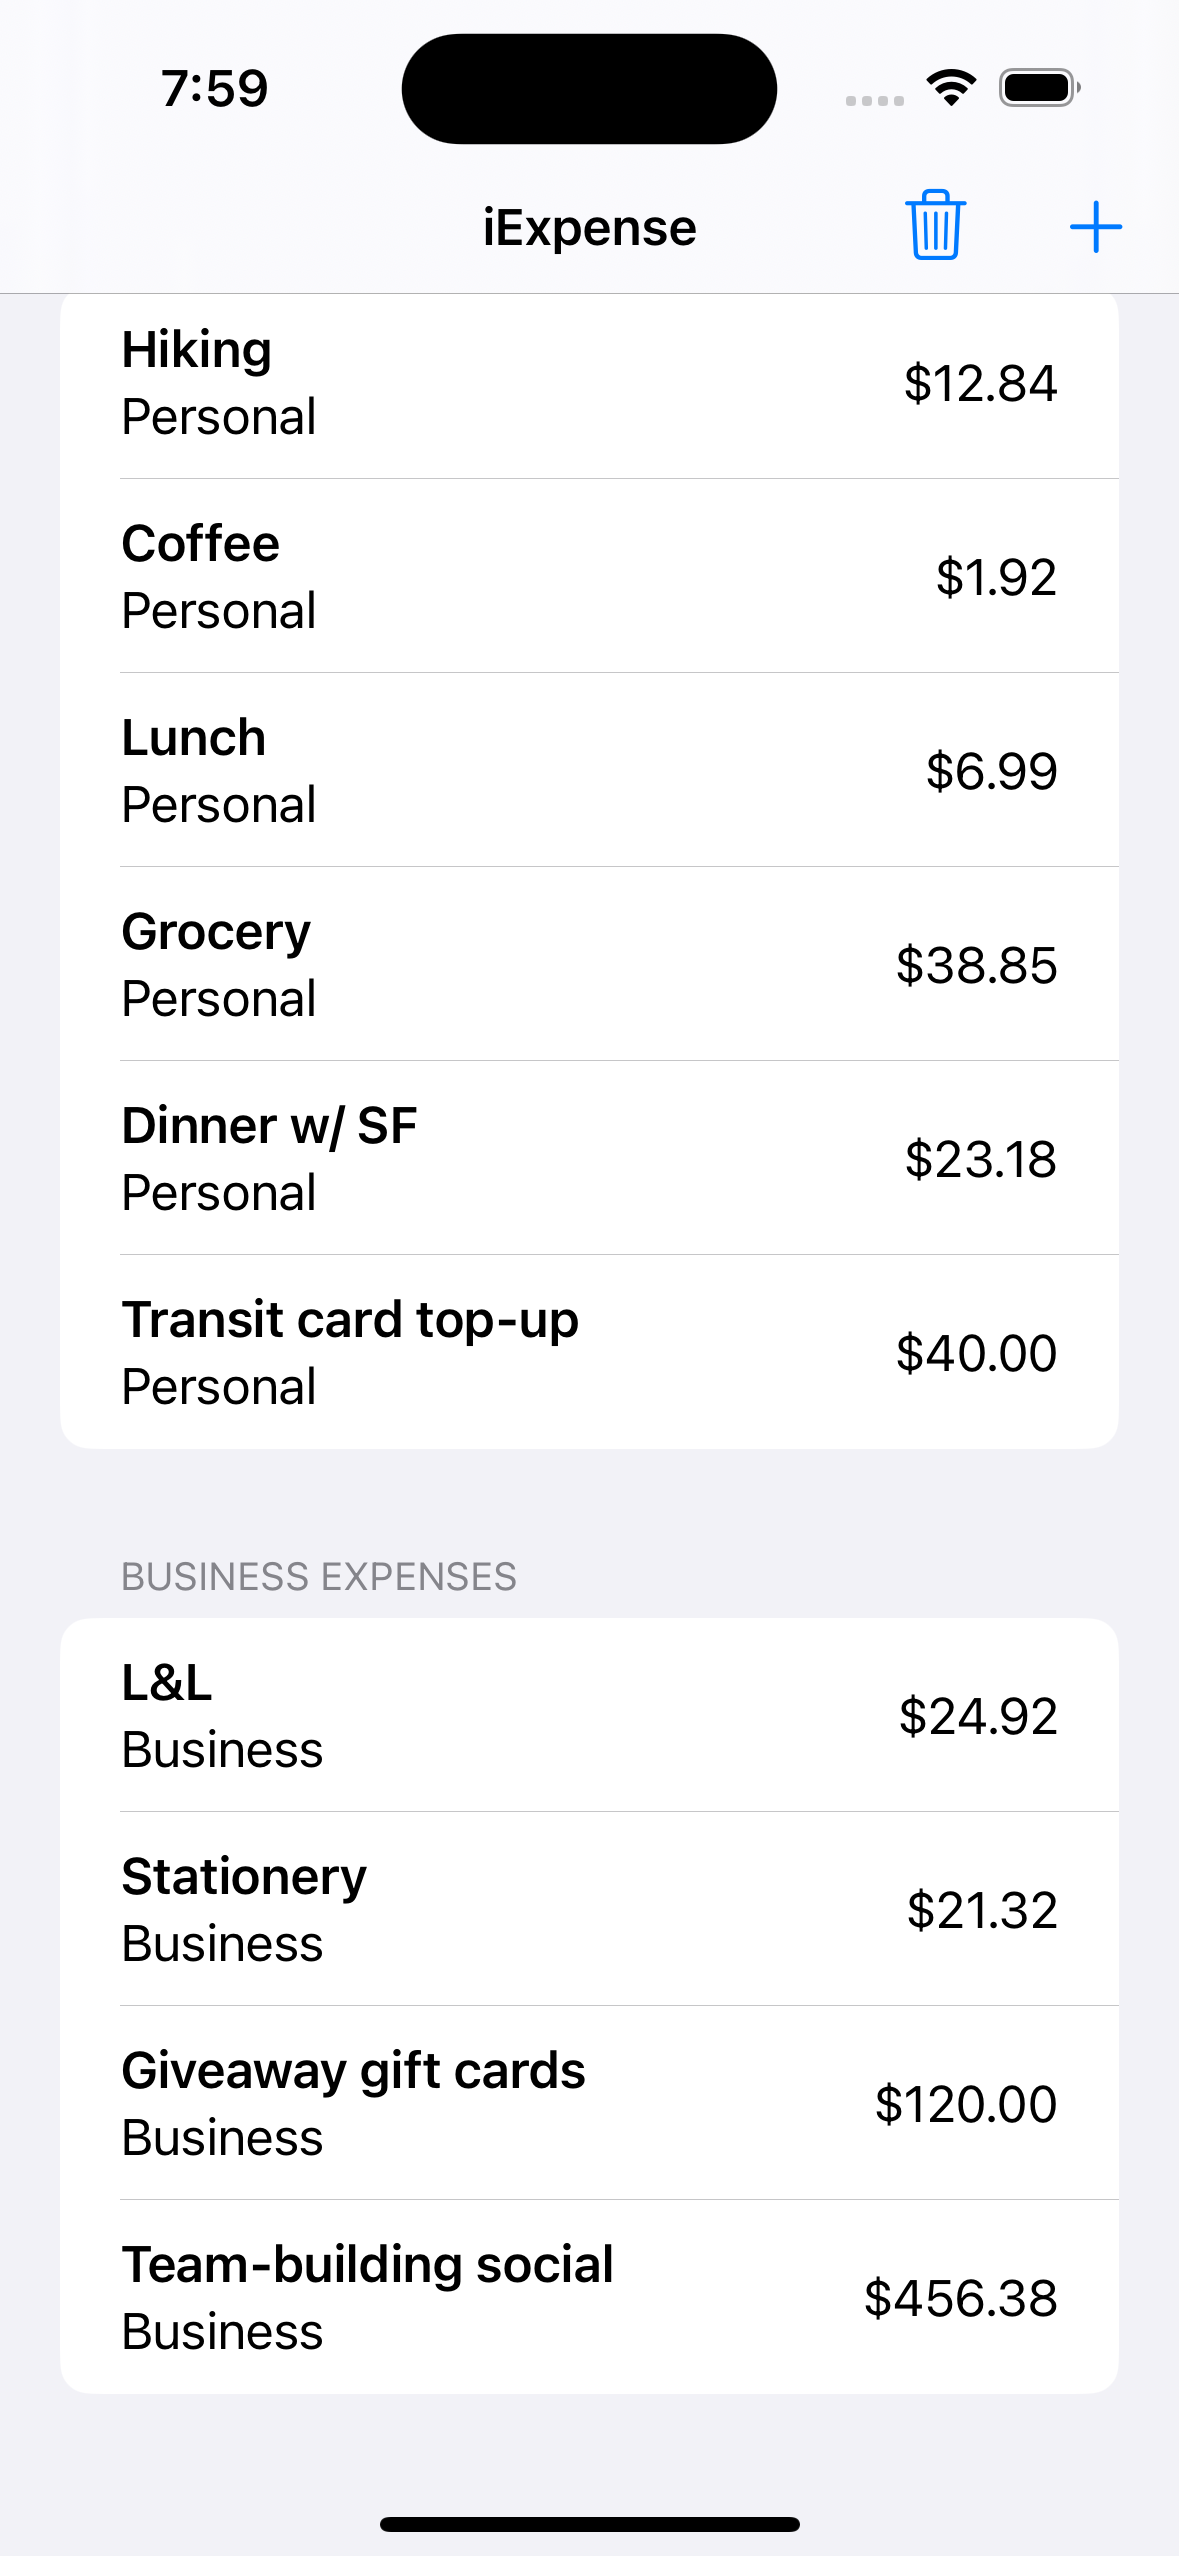 7:59
iExpense
Hiking
Personal
$12.84
Coffee
Personal
$1.92
Lunch
Personal
$6.99
Grocery
Personal
$38.85
Dinner w/ SF
Personal
$23.18
Transit card top-up
Personal
$40.00
BUSINESS EXPENSES
L&L
Business
$24.92
Stationery
Business
$21.32
Giveaway gift cards
Business
$120.00
Team-building social
Business
$456.38